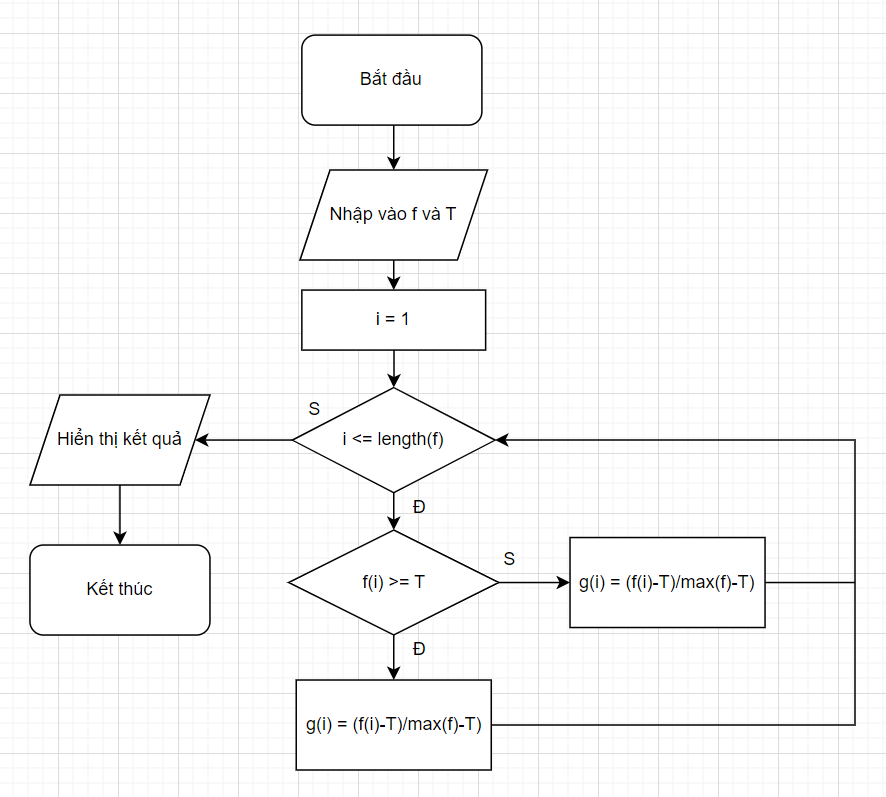 Bắt đầu
Nhập vào f và T
i = 1
S
i <= length(f)
Hiển thị kết quả
Đ
Kết thúc
f(i) >= T
S
g(i) = (f(i)-T)/max(f)-T)
Đ
g(i) = (f(i)-T)/max(f)-T)